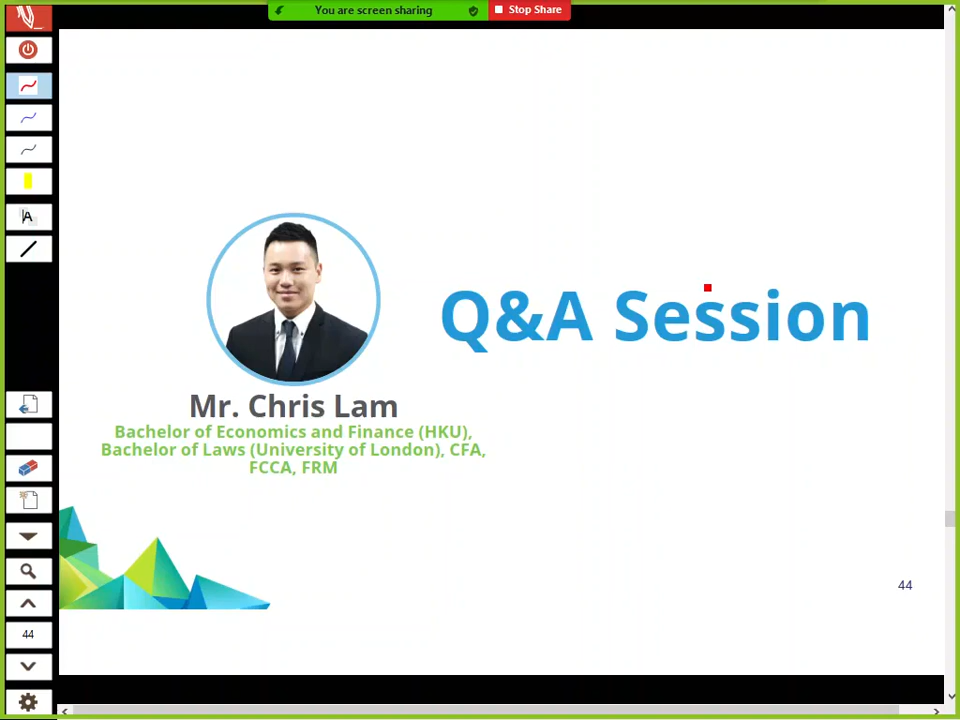 You are screen sharing
Stop Share
A
Q&A Session
Mr. Chris Lam
Bachelor of Economics and Finance (HKU),
Bachelor of Laws (University of London), CFA,
FCCA, FRM
44
44